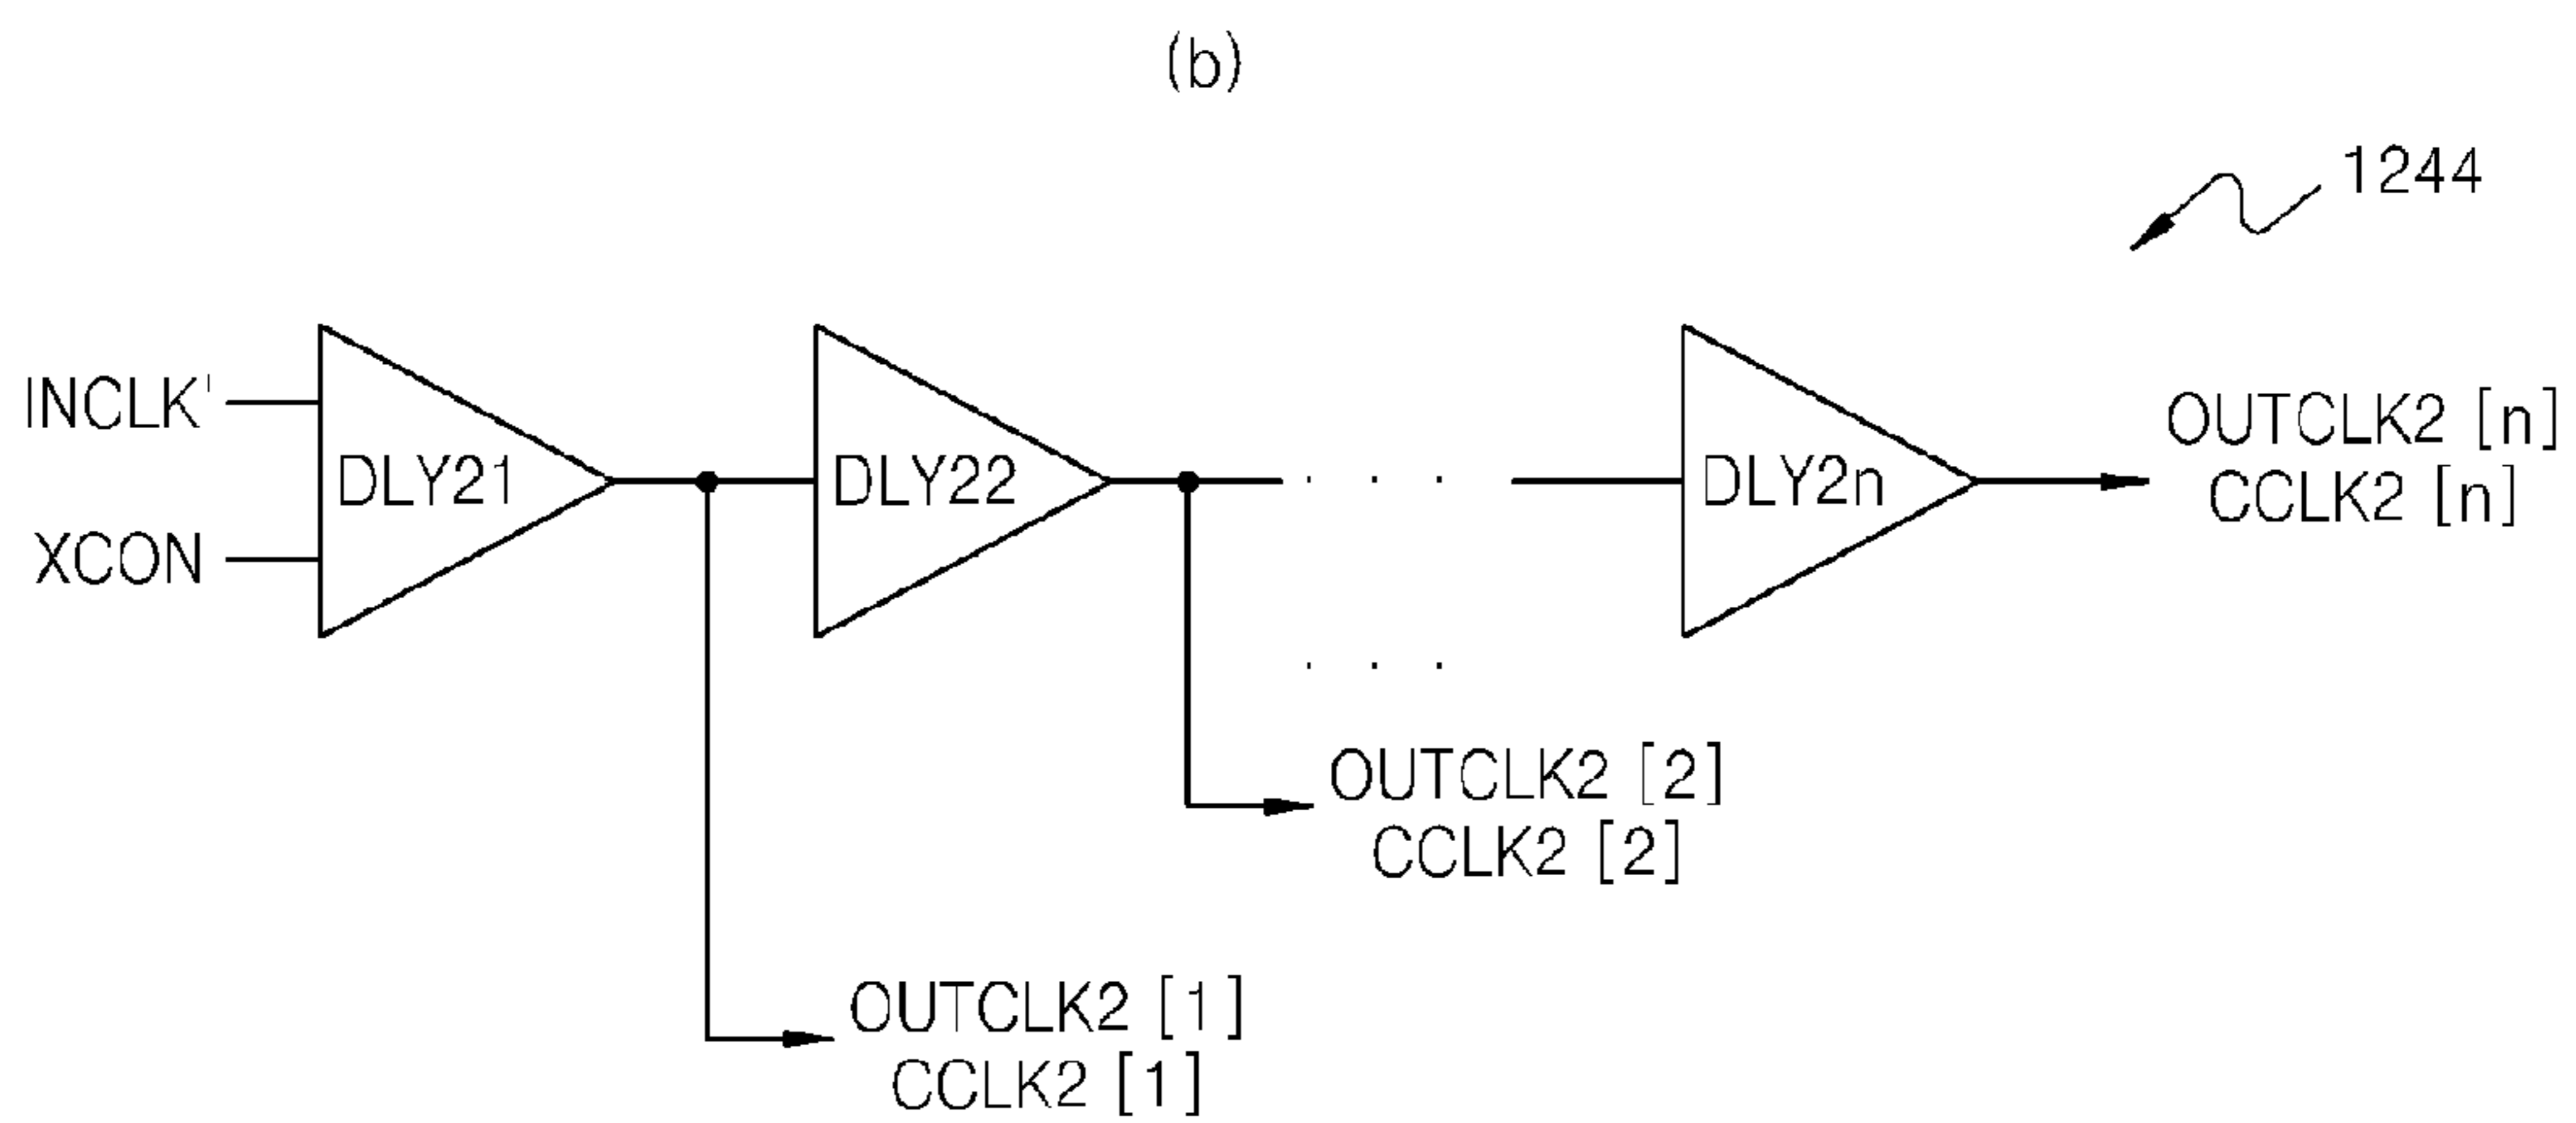 (b)
1244
INCLK'
XCON
DLY21
DLY22
. . .
DLY2n
OUTCLK2 [n]
CCLK2 [n]
. . .
OUTCLK2 [2]
CCLK2 [2]
OUTCLK2 [1]
CCLK2 [1]